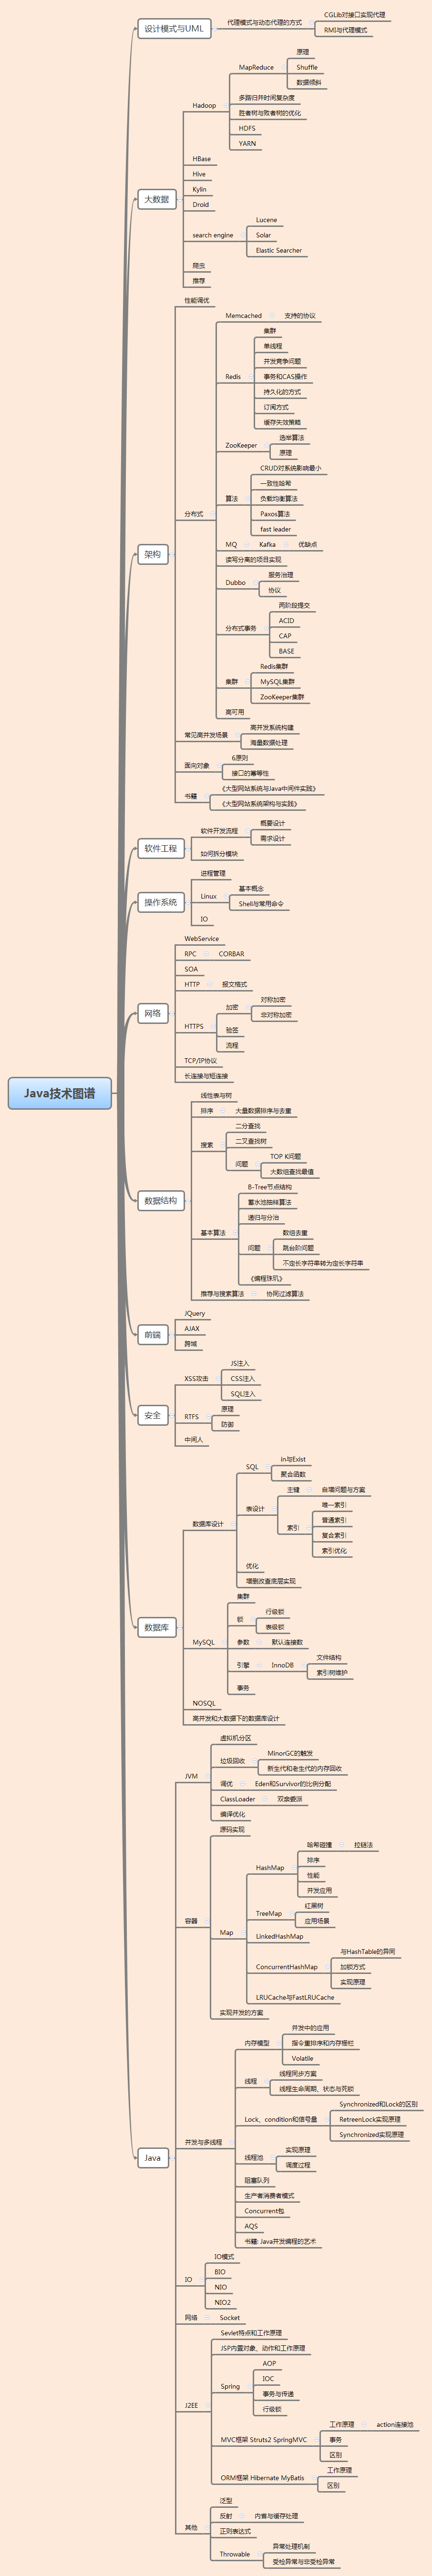 Java技术图谱
设计模式与UML
代理模式与动态代理的方式
CGLib对接口实现代理
RMI与代理模式
大数据
Hadoop
MapReduce
原理
Shuffle
数据倾斜
多路归并时间复杂度
胜者树与败者树的优化
HDFS
YARN
HBase
Hive
Kylin
Droid
search engine
Lucene
Solar
Elastic Searcher
爬虫
推荐
架构
性能调优
分布式
Memcached
支持的协议
Redis
集群
单线程
并发竞争问题
事务和CAS操作
持久化的方式
订阅方式
缓存失效策略
ZooKeeper
选举算法
原理
算法
CRUD对系统影响最小
一致性哈希
负载均衡算法
Paxos算法
fast leader
MQ
Kafka
优缺点
读写分离的项目实现
Dubbo
服务治理
协议
分布式事务
两阶段提交
ACID
CAP
BASE
集群
Redis集群
MySQL集群
ZooKeeper集群
高可用
常见高并发场景
高并发系统构建
海量数据处理
面向对象
6原则
接口的幂等性
书籍
《大型网站系统与Java中间件实践》
《大型网站系统架构与实践》
软件工程
软件开发流程
概要设计
需求设计
如何拆分模块
操作系统
进程管理
Linux
基本概念
Shell与常用命令
IO
网络
WebService
RPC
CORBAR
SOA
HTTP
报文格式
HTTPS
加密
对称加密
非对称加密
验签
流程
TCP/IP协议
长连接与短连接
数据结构
线性表与树
排序
大量数据排序与去重
搜索
二分查找
二叉查找树
问题
TOP K问题
大数组查找最值
基本算法
B-Tree节点结构
蓄水池抽样算法
递归与分治
问题
数组去重
跳台阶问题
不定长字符串转为定长字符串
《编程珠玑》
推荐与搜索算法
协同过滤算法
前端
JQuery
AJAX
跨域
安全
XSS攻击
JS注入
CSS注入
SQL注入
RTFS
原理
防御
中间人
数据库
数据库设计
SQL
in与Exist
聚合函数
表设计
主键
自增问题与方案
索引
唯一索引
普通索引
复合索引
索引优化
优化
增删改查底层实现
MySQL
集群
锁
行级锁
表级锁
参数
默认连接数
引擎
InnoDB
文件结构
索引树维护
事务
NOSQL
高并发和大数据下的数据库设计
Java
JVM
虚拟机分区
垃圾回收
MinorGC的触发
新生代和老生代的内存回收
调优
Eden和Survivor的比例分配
ClassLoader
双亲委派
编译优化
容器
源码实现
Map
HashMap
哈希碰撞
拉链法
排序
性能
并发应用
TreeMap
红黑树
应用场景
LinkedHashMap
ConcurrentHashMap
与HashTable的异同
加锁方式
实现原理
LRUCache与FastLRUCache
实现并发的方案
并发与多线程
内存模型
并发中的应用
指令重排序和内存栅栏
Volatile
线程
线程同步方案
线程生命周期、状态与死锁
Lock、condition和信号量
Synchronized和Lock的区别
RetreenLock实现原理
Synchronized实现原理
线程池
实现原理
调度过程
阻塞队列
生产者消费者模式
Concurrent包
AQS
书籍: Java并发编程的艺术
IO
IO模式
BIO
NIO
NIO2
网络
Socket
J2EE
Sevlet特点和工作原理
JSP内置对象、动作和工作原理
Spring
AOP
IOC
事务与传递
行级锁
MVC框架 Struts2 SpringMVC
工作原理
action连接池
事务
区别
ORM框架 Hibernate MyBatis
工作原理
区别
其他
泛型
反射
内省与缓存处理
正则表达式
Throwable
异常处理机制
受检异常与非受检异常